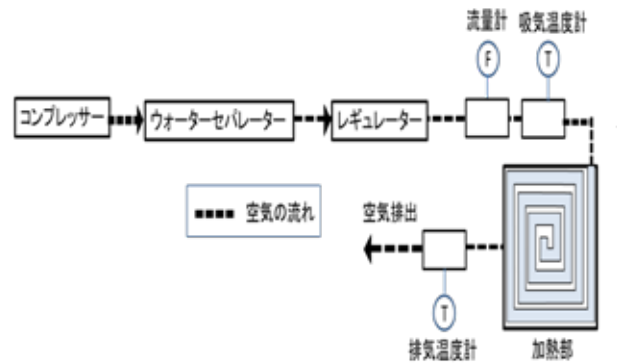 流量計
吸気温度計
F
T
コンプレッサー
ウォーターセパレーター
レギュレーター
空気の流れ
空気排出
T
排気温度計
加熱部